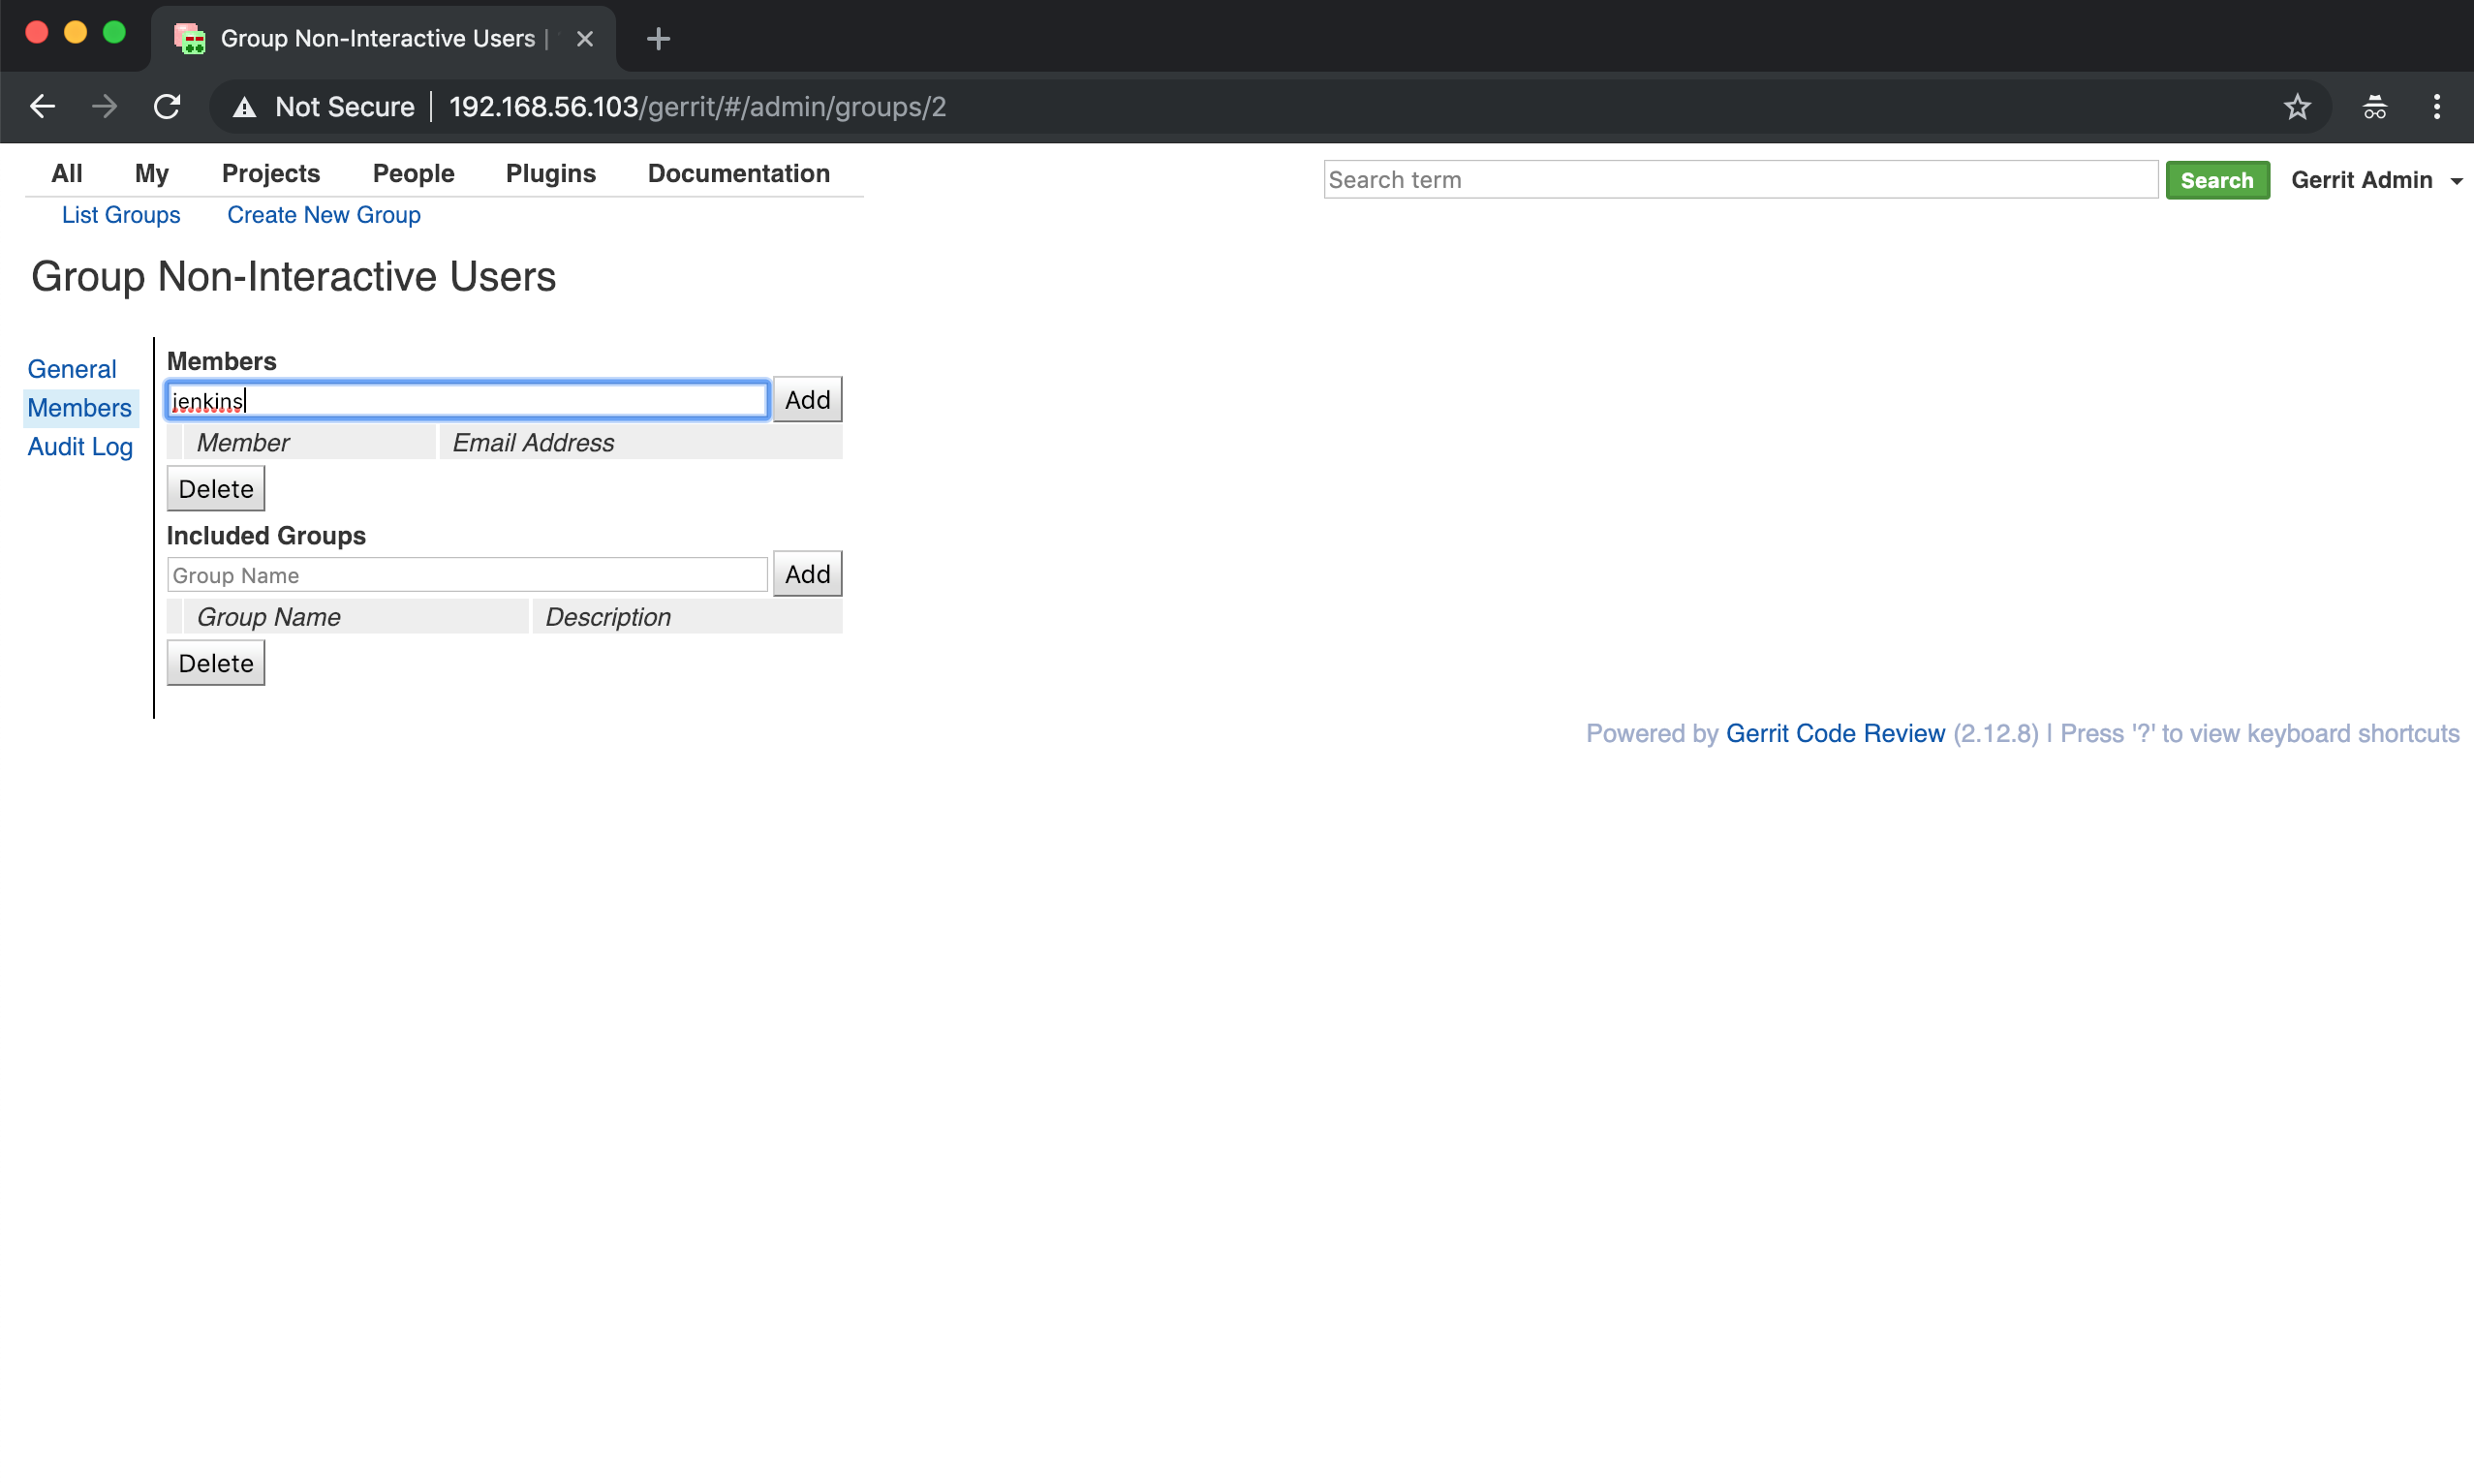 Group Non-Interactive Users |
Not Secure 192.168.56.103/gerrit/#/admin/groups/2
All My Projects People Plugins Documentation
Search term Search Gerrit Admin
List Groups Create New Group
Group Non-Interactive Users
General
Members
Audit Log
Members
jenkins Add
Member Email Address
Delete
Included Groups
Group Name Add
Group Name Description
Delete
Powered by Gerrit Code Review (2.12.8) | Press '?' to view keyboard shortcuts